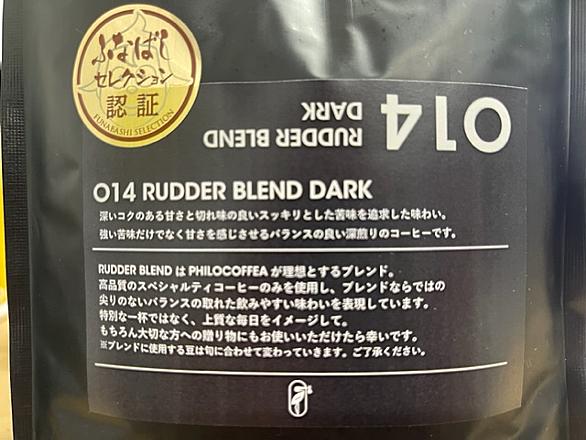 ふなばし
セレクション
認証
FUNABASHI SELECTION
014 RUDDER BLEND
DARK
014 RUDDER BLEND DARK
深いコクのある甘さと切れ味の良いスッキリとした苦味を追求した味わい。
強い苦味だけでなく甘さを感じさせるバランスの良い深煎りのコーヒーです。
RUDDER BLEND は PHILOCOFFEA が理想とするブレンド。
高品質のスペシャルティコーヒーのみを使用し、ブレンドならではの
尖りのないバランスの取れた飲みやすい味わいを表現しています。
特別な一杯ではなく、上質な毎日をイメージして。
もちろん大切な方への贈り物にもお使いいただけたら幸いです。
※ブレンドに使用する豆は旬に合わせて変わっていきます。ご了承ください。